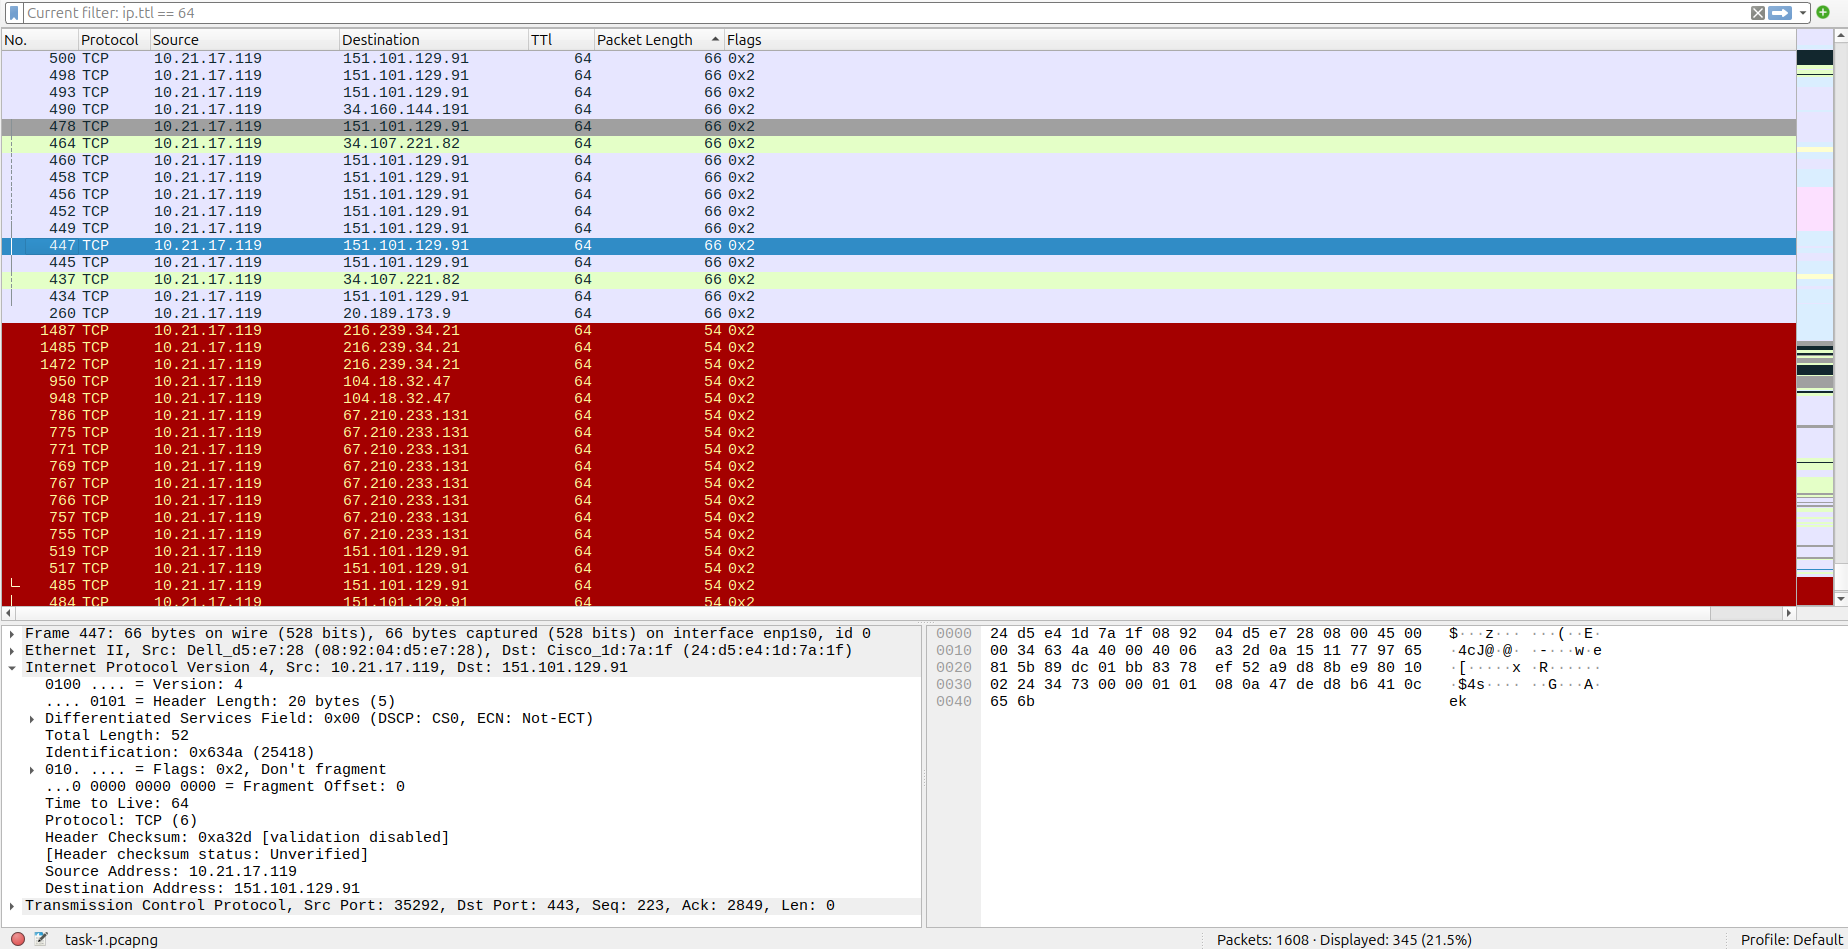 Current filter: ip.ttl == 64
No. Protocol Source Destination TTl Packet Length Flags
500 TCP 10.21.17.119 151.101.129.91 64 66 0x2
498 TCP 10.21.17.119 151.101.129.91 64 66 0x2
493 TCP 10.21.17.119 151.101.129.91 64 66 0x2
490 TCP 10.21.17.119 34.160.144.191 64 66 0x2
478 TCP 10.21.17.119 151.101.129.91 64 66 0x2
464 TCP 10.21.17.119 34.107.221.82 64 66 0x2
460 TCP 10.21.17.119 151.101.129.91 64 66 0x2
458 TCP 10.21.17.119 151.101.129.91 64 66 0x2
456 TCP 10.21.17.119 151.101.129.91 64 66 0x2
452 TCP 10.21.17.119 151.101.129.91 64 66 0x2
449 TCP 10.21.17.119 151.101.129.91 64 66 0x2
447 TCP 10.21.17.119 151.101.129.91 64 66 0x2
445 TCP 10.21.17.119 151.101.129.91 64 66 0x2
437 TCP 10.21.17.119 34.107.221.82 64 66 0x2
434 TCP 10.21.17.119 151.101.129.91 64 66 0x2
260 TCP 10.21.17.119 20.189.173.9 64 66 0x2
1487 TCP 10.21.17.119 216.239.34.21 64 54 0x2
1485 TCP 10.21.17.119 216.239.34.21 64 54 0x2
1472 TCP 10.21.17.119 216.239.34.21 64 54 0x2
950 TCP 10.21.17.119 104.18.32.47 64 54 0x2
948 TCP 10.21.17.119 104.18.32.47 64 54 0x2
786 TCP 10.21.17.119 67.210.233.131 64 54 0x2
775 TCP 10.21.17.119 67.210.233.131 64 54 0x2
771 TCP 10.21.17.119 67.210.233.131 64 54 0x2
769 TCP 10.21.17.119 67.210.233.131 64 54 0x2
767 TCP 10.21.17.119 67.210.233.131 64 54 0x2
766 TCP 10.21.17.119 67.210.233.131 64 54 0x2
757 TCP 10.21.17.119 67.210.233.131 64 54 0x2
755 TCP 10.21.17.119 67.210.233.131 64 54 0x2
519 TCP 10.21.17.119 151.101.129.91 64 54 0x2
517 TCP 10.21.17.119 151.101.129.91 64 54 0x2
485 TCP 10.21.17.119 151.101.129.91 64 54 0x2
484 TCP 10.21.17.119 151.101.129.91 64 54 0x2
Frame 447: 66 bytes on wire (528 bits), 66 bytes captured (528 bits) on interface enp1s0, id 0
Ethernet II, Src: Dell_d5:e7:28 (08:92:04:d5:e7:28), Dst: Cisco_1d:7a:1f (24:d5:e4:1d:7a:1f)
Internet Protocol Version 4, Src: 10.21.17.119, Dst: 151.101.129.91
0100 .... = Version: 4
.... 0101 = Header Length: 20 bytes (5)
Differentiated Services Field: 0x00 (DSCP: CS0, ECN: Not-ECT)
Total Length: 52
Identification: 0x634a (25418)
010. .... = Flags: 0x2, Don't fragment
...0 0000 0000 0000 = Fragment Offset: 0
Time to Live: 64
Protocol: TCP (6)
Header Checksum: 0xa32d [validation disabled]
[Header checksum status: Unverified]
Source Address: 10.21.17.119
Destination Address: 151.101.129.91
Transmission Control Protocol, Src Port: 35292, Dst Port: 443, Seq: 223, Ack: 2849, Len: 0
0000 24 d5 e4 1d 7a 1f 08 92 04 d5 e7 28 08 00 45 00 $···z··· ···(··E·
0010 00 34 63 4a 40 00 40 06 a3 2d 0a 15 11 77 97 65 ·4cJ@·@· ·-···w·e
0020 81 5b 89 dc 01 bb 83 78 ef 52 a9 d8 8b e9 80 10 ·[·····x ·R······
0030 02 24 34 73 00 00 01 01 08 0a 47 de d8 b6 41 0c ·$4s···· ··G···A·
0040 65 6b ek
task-1.pcapng Packets: 1608 · Displayed: 345 (21.5%) Profile: Default